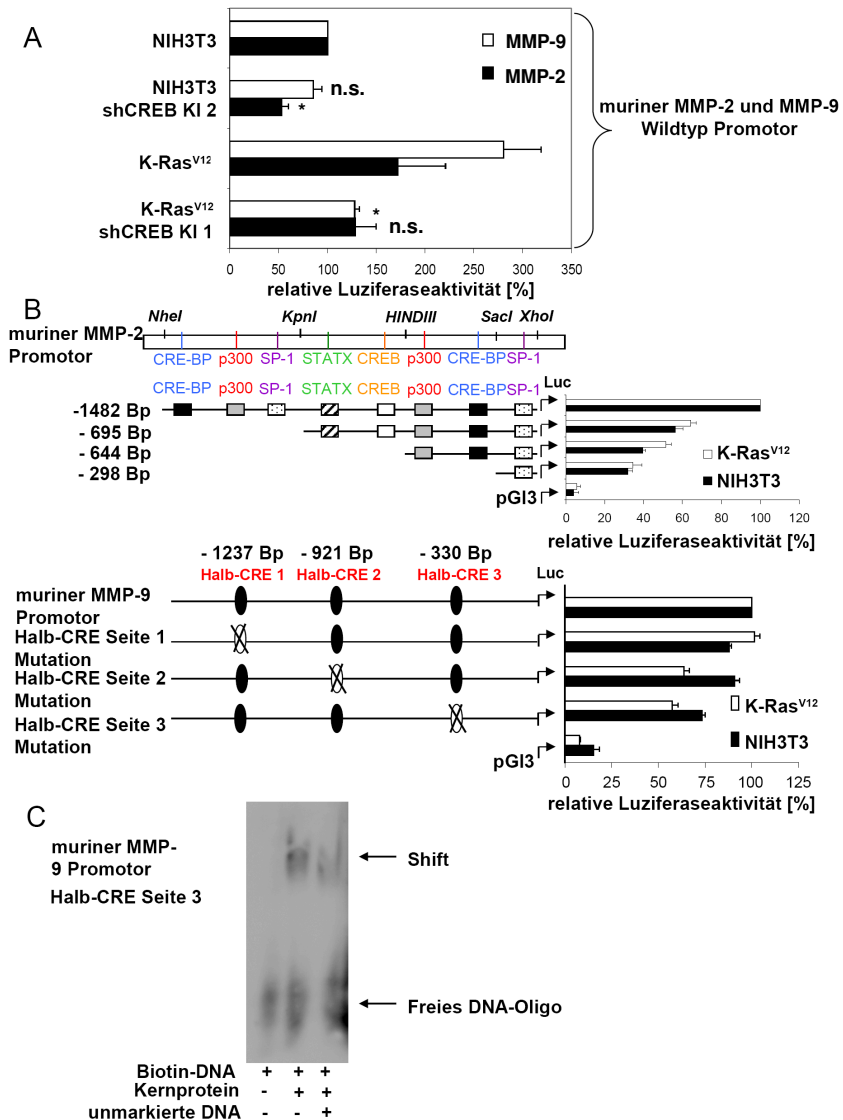 A
NIH3T3
MMP-9
MMP-2
NIH3T3
shCREB Kl 2
n.s.
*
muriner MMP-2 und MMP-9
Wildtyp Promotor
K-RasV12
K-RasV12
shCREB Kl 1
*
n.s.
0 50 100 150 200 250 300 350
relative Luziferaseaktivität [%]
B
NheI KpnI HINDIII SacI XhoI
muriner MMP-2
Promotor
CRE-BP p300 SP-1 STATX CREB p300 CRE-BP SP-1
CRE-BP p300 SP-1 STATX CREB p300 CRE-BP SP-1
Luc
-1482 Bp
- 695 Bp
- 644 Bp
- 298 Bp
pGl3
K-RasV12
NIH3T3
0 20 40 60 80 100 120
relative Luziferaseaktivität [%]
- 1237 Bp - 921 Bp - 330 Bp
Halb-CRE 1 Halb-CRE 2 Halb-CRE 3
Luc
muriner MMP-9
Promotor
Halb-CRE Seite 1
Mutation
Halb-CRE Seite 2
Mutation
Halb-CRE Seite 3
Mutation
pGl3
K-RasV12
NIH3T3
0 25 50 75 100 125
relative Luziferaseaktivität [%]
C
muriner MMP-
9 Promotor
Halb-CRE Seite 3
Shift
Freies DNA-Oligo
Biotin-DNA + + +
Kernprotein - + +
unmarkierte DNA - - +